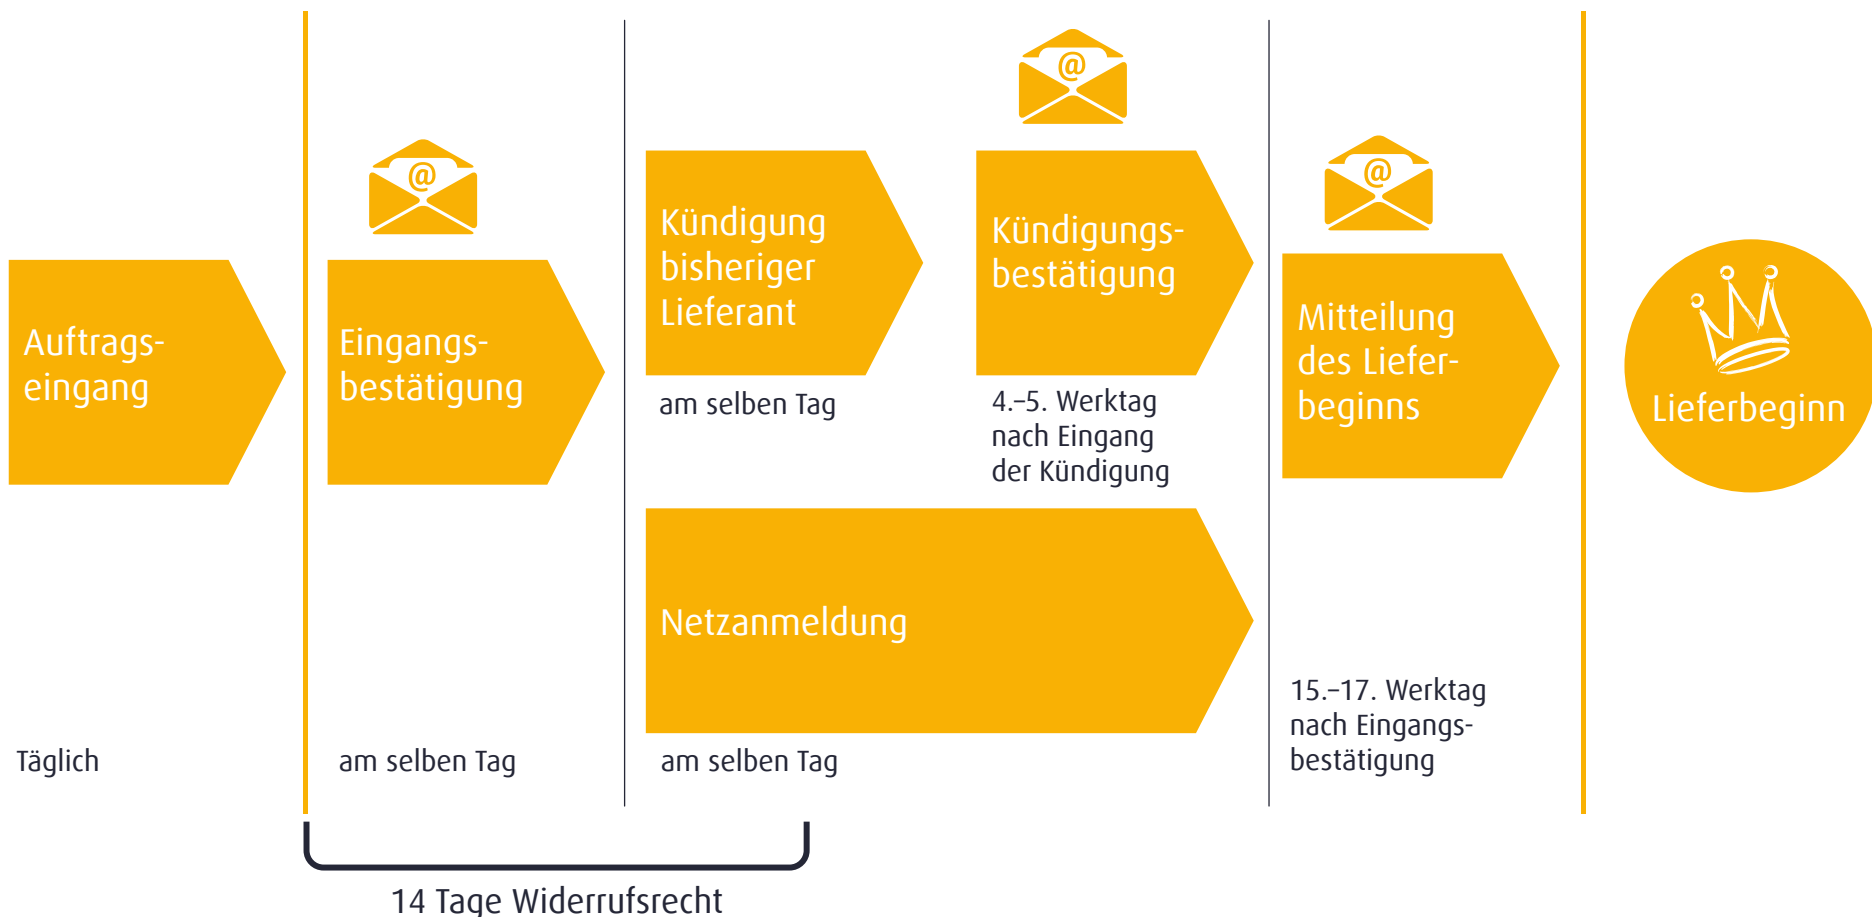 Auftrags-
eingang
Täglich
@
Eingangs-
bestätigung
am selben Tag
Kündigung
bisheriger
Lieferant
am selben Tag
@
Kündigungs-
bestätigung
4.–5. Werktag
nach Eingang
der Kündigung
Netzanmeldung
am selben Tag
@
Mitteilung
des Liefer-
beginns
15.–17. Werktag
nach Eingangs-
bestätigung
Lieferbeginn
14 Tage Widerrufsrecht